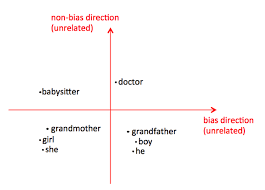 non-bias direction
(unrelated)
• doctor
• babysitter
bias direction
(unrelated)
• grandmother
• grandfather
• girl
• boy
• she
• he